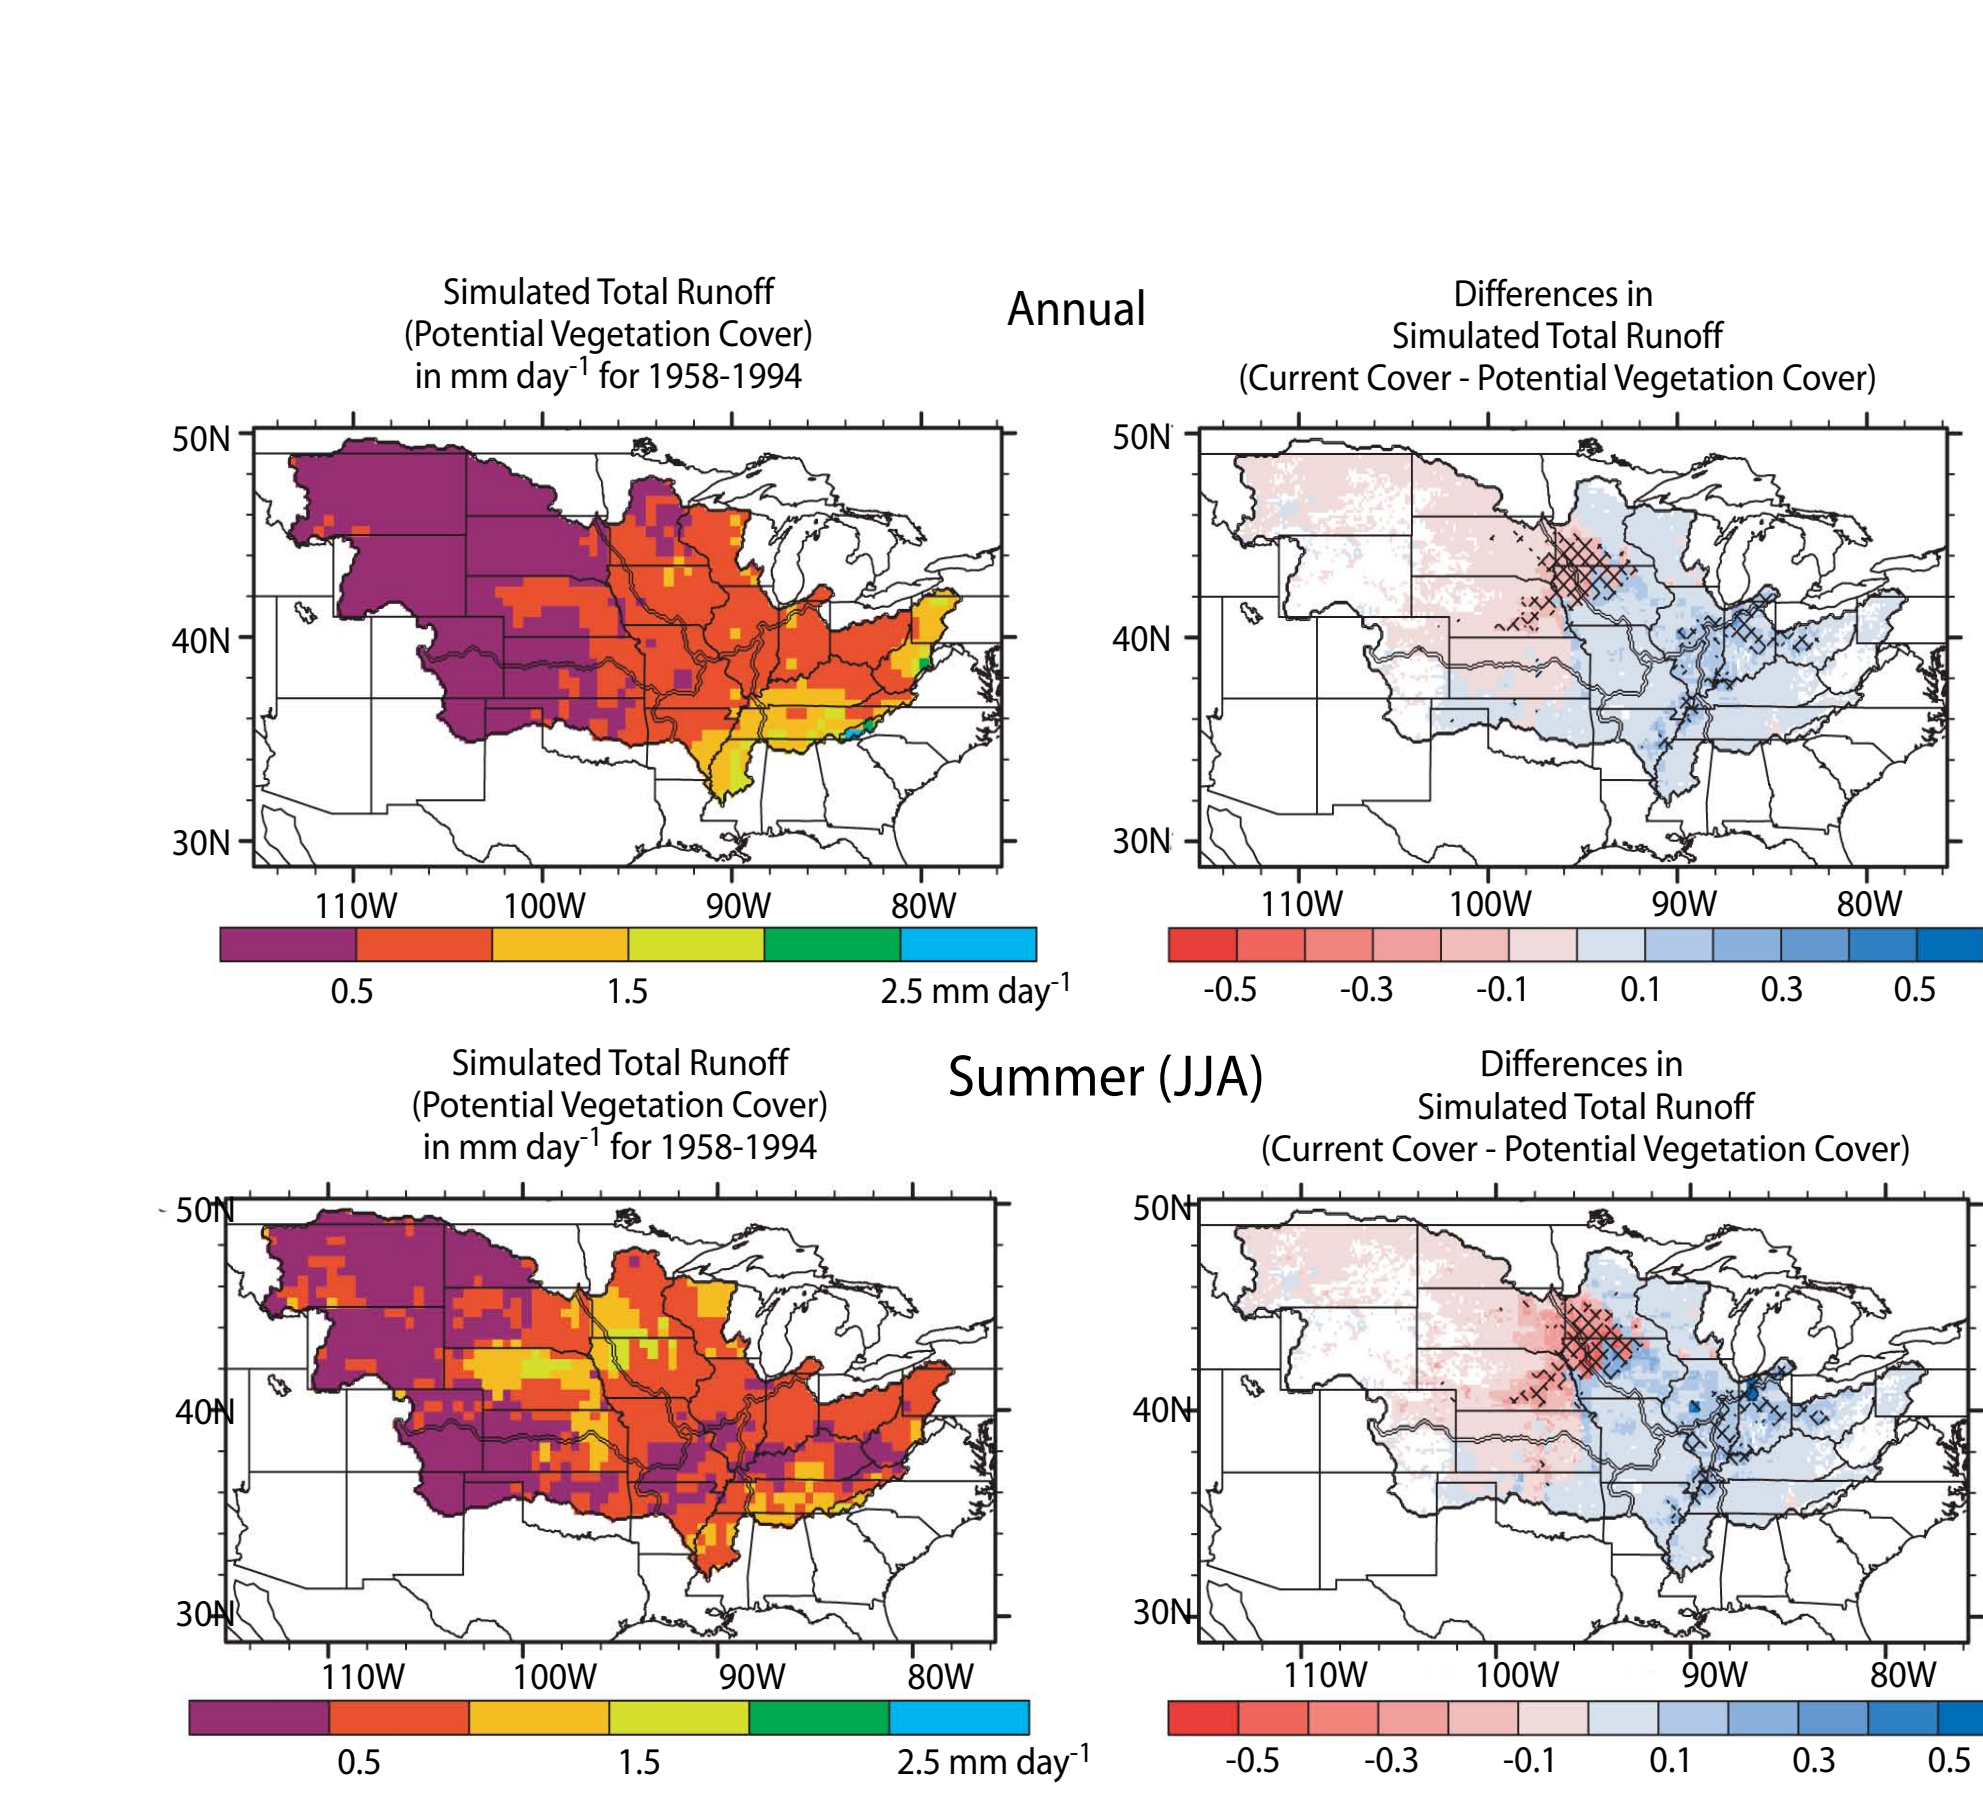 Annual
Simulated Total Runoff
(Potential Vegetation Cover)
in mm day-1 for 1958-1994
Differences in
Simulated Total Runoff
(Current Cover - Potential Vegetation Cover)
50N
40N
30N
110W 100W 90W 80W
0.5 1.5 2.5 mm day-1
50N
40N
30N
110W 100W 90W 80W
-0.5 -0.3 -0.1 0.1 0.3 0.5
Summer (JJA)
Simulated Total Runoff
(Potential Vegetation Cover)
in mm day-1 for 1958-1994
Differences in
Simulated Total Runoff
(Current Cover - Potential Vegetation Cover)
50N
40N
30N
110W 100W 90W 80W
0.5 1.5 2.5 mm day-1
50N
40N
30N
110W 100W 90W 80W
-0.5 -0.3 -0.1 0.1 0.3 0.5